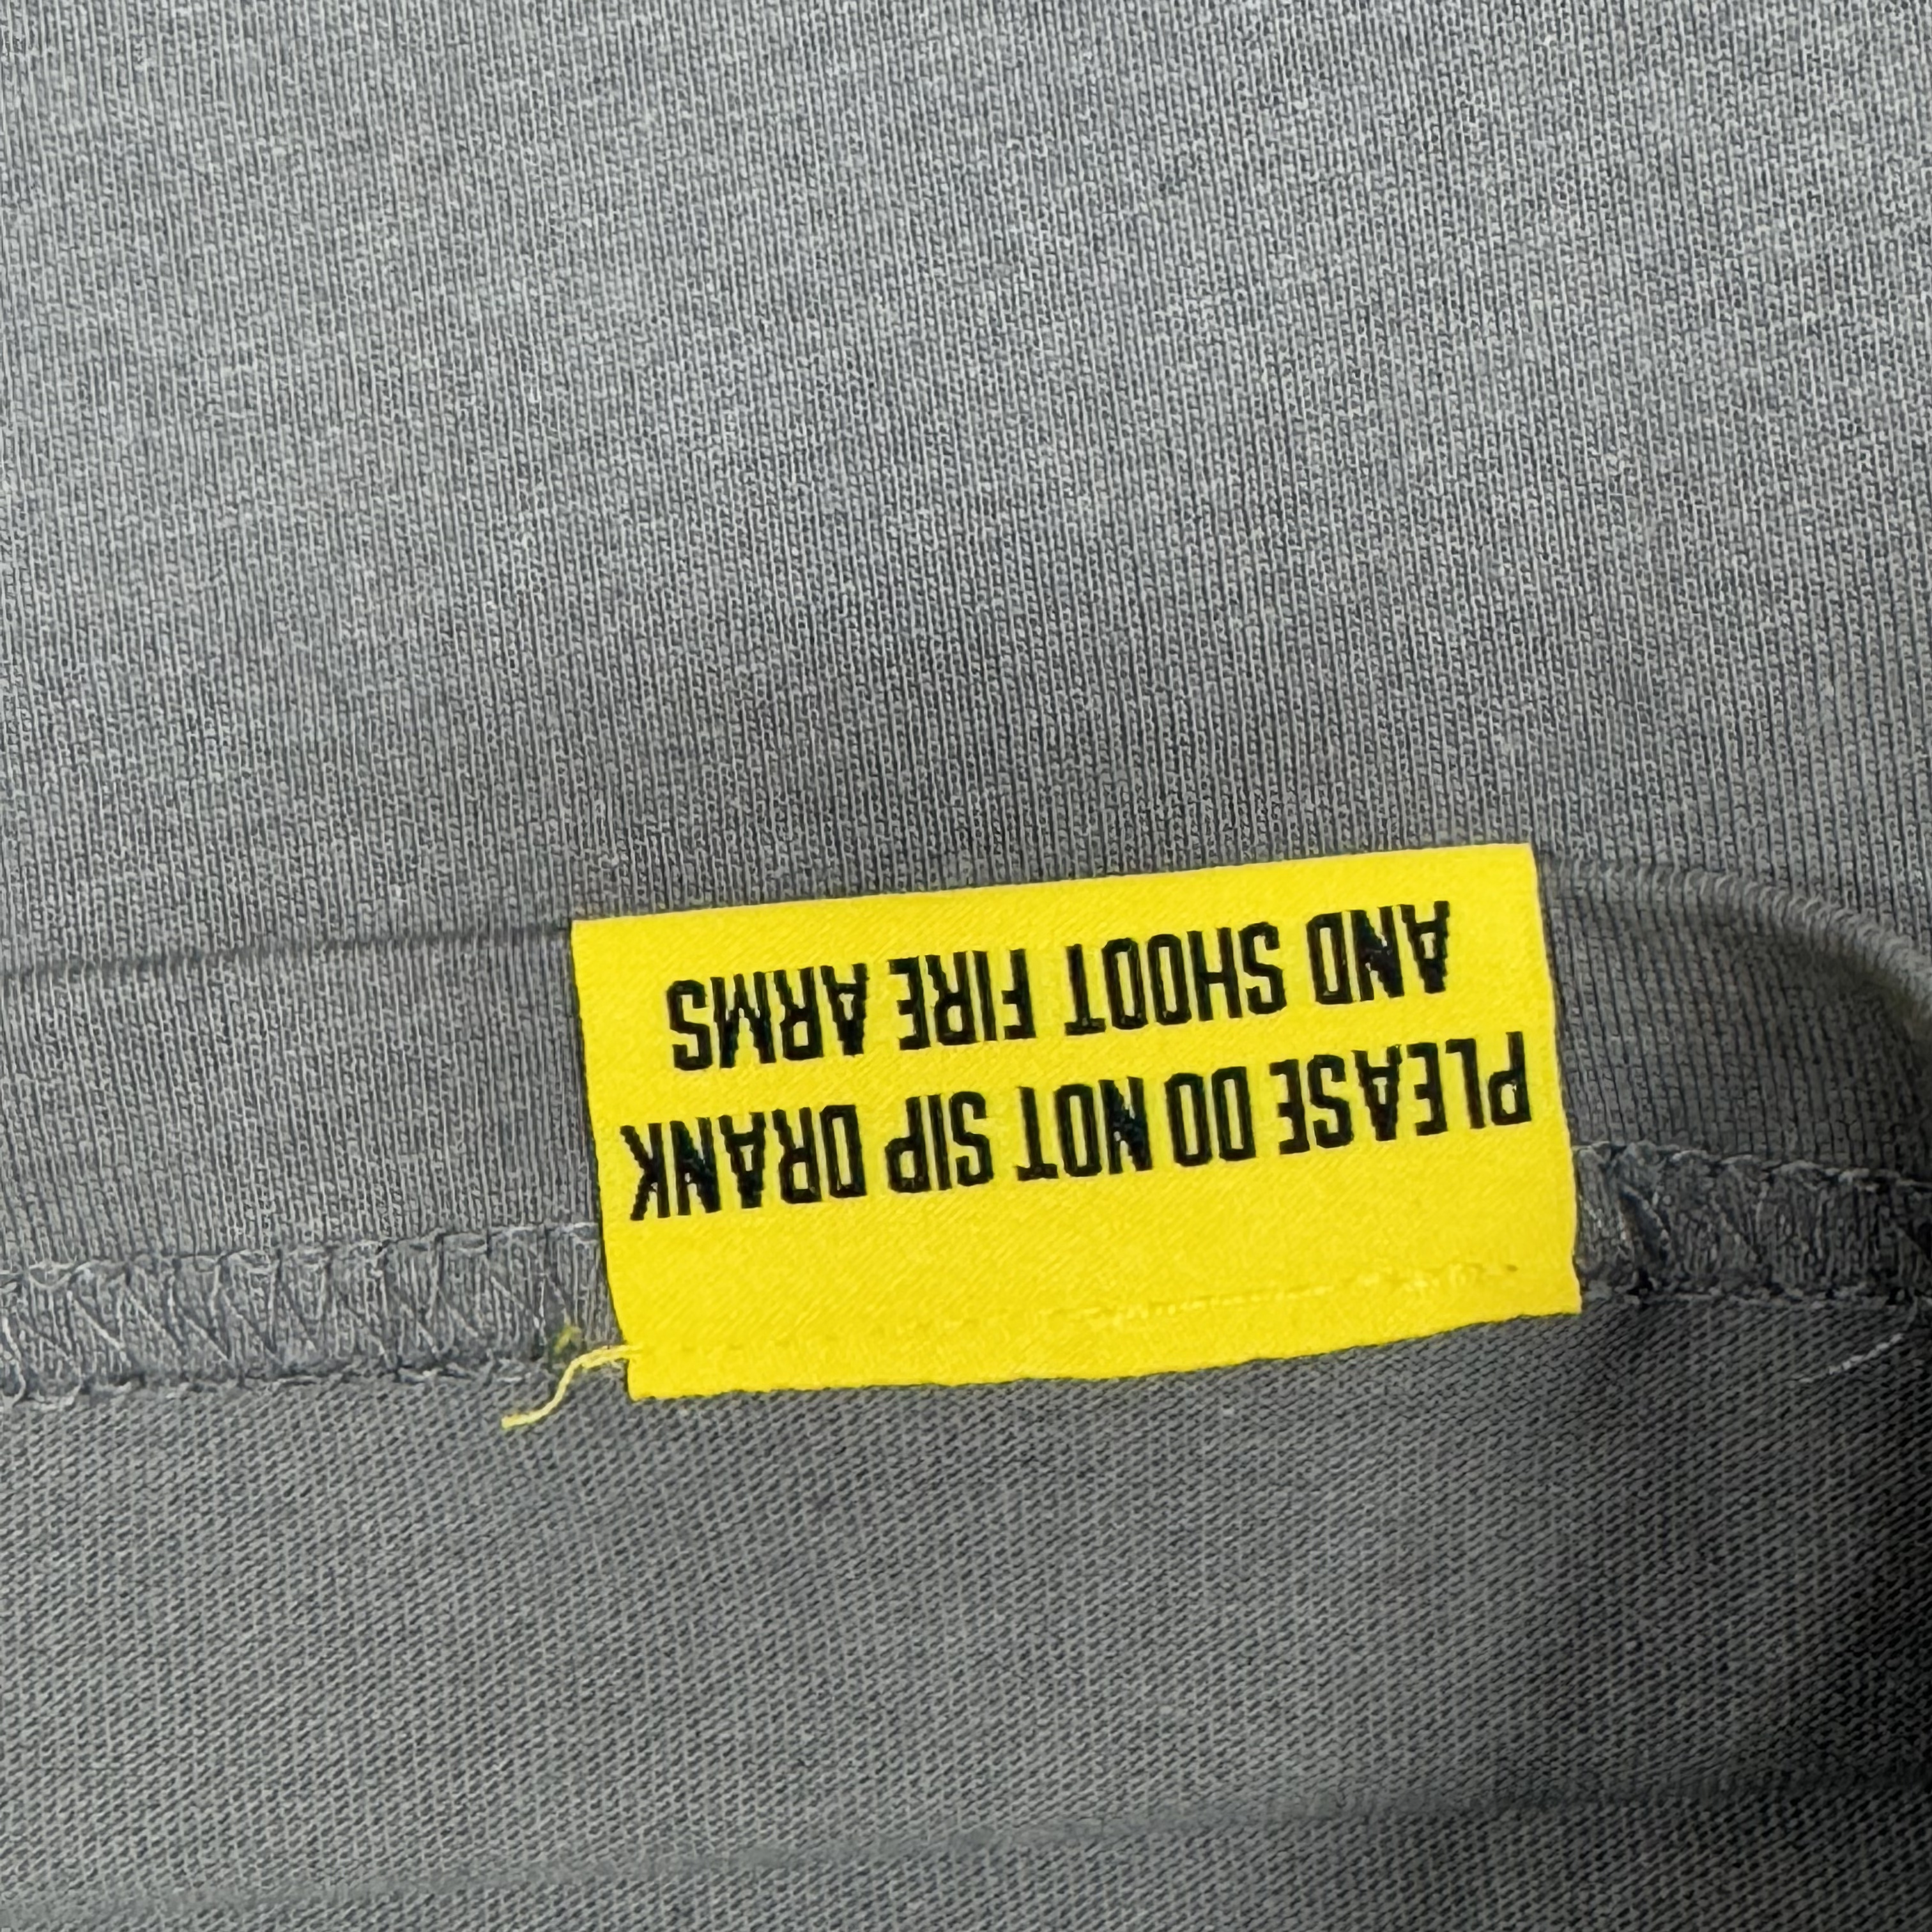 PLEASE DO NOT SIP DRANK
AND SHOOT FIRE ARMS